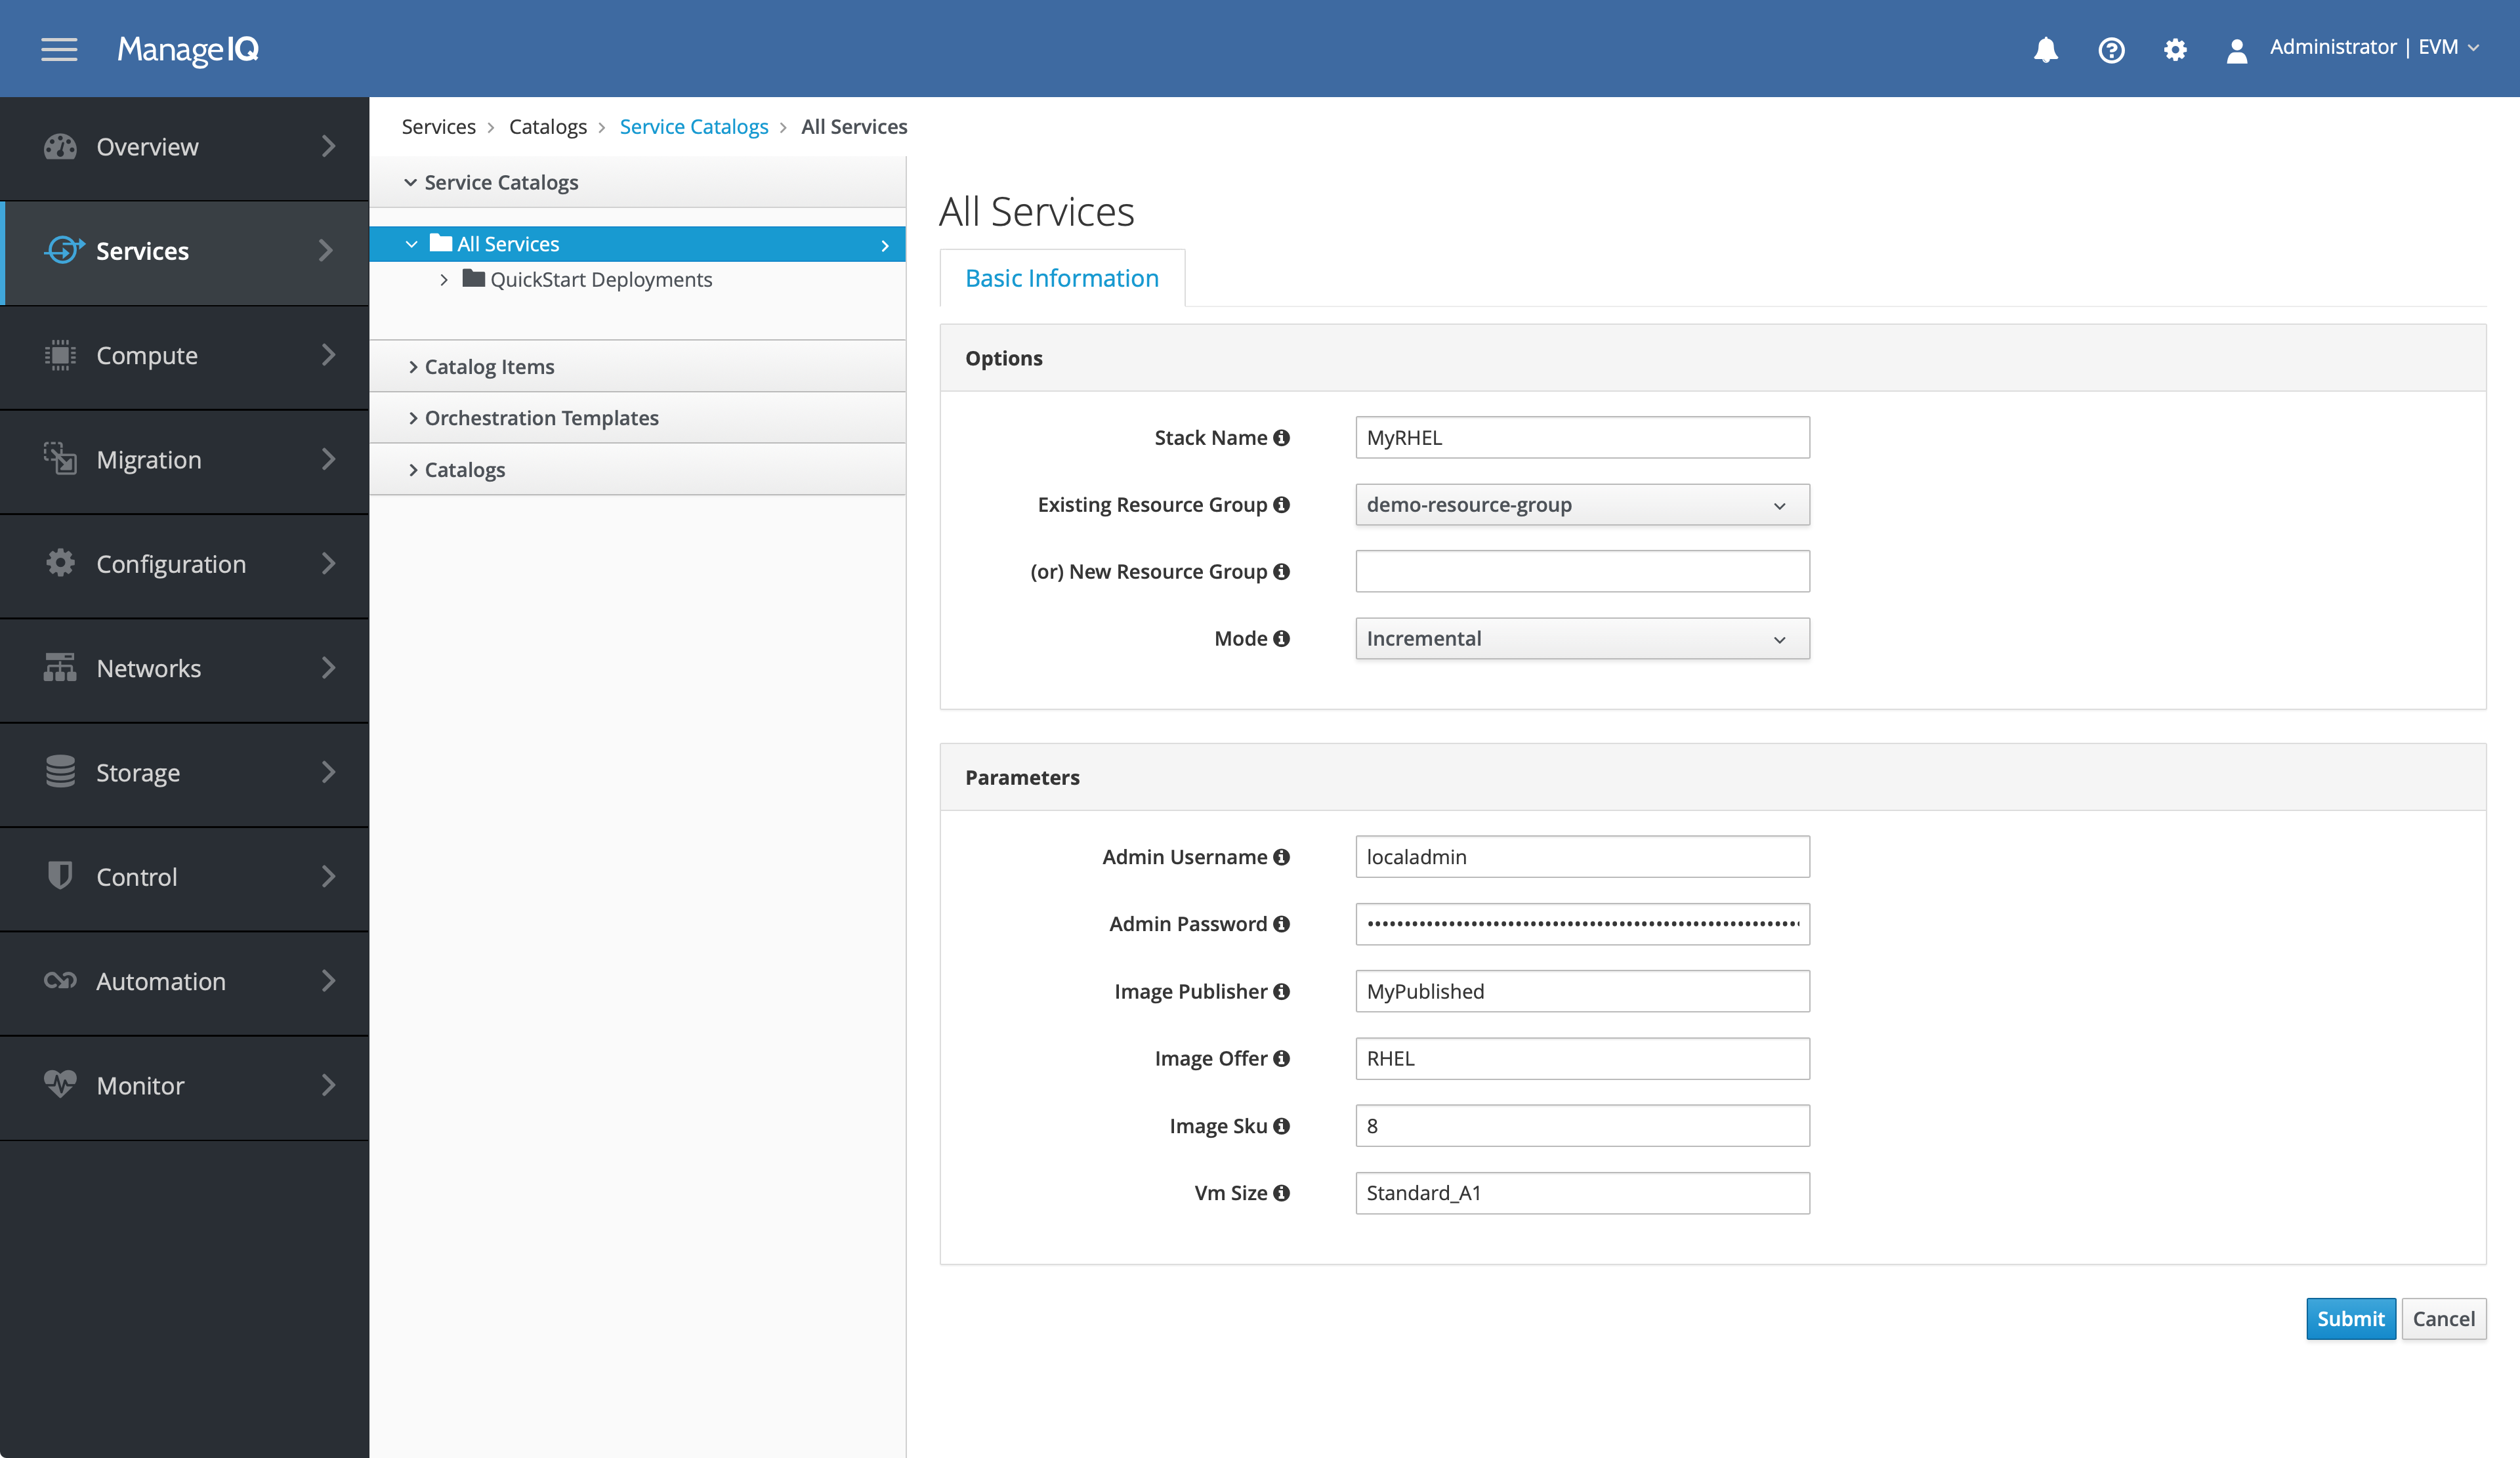 ManageIQ
Administrator | EVM
Overview
Services
Compute
Migration
Configuration
Networks
Storage
Control
Automation
Monitor
Services > Catalogs > Service Catalogs > All Services
Service Catalogs
All Services
QuickStart Deployments
Catalog Items
Orchestration Templates
Catalogs
All Services
Basic Information
Options
Stack Name MyRHEL
Existing Resource Group demo-resource-group
(or) New Resource Group
Mode Incremental
Parameters
Admin Username localadmin
Admin Password
Image Publisher MyPublished
Image Offer RHEL
Image Sku 8
Vm Size Standard_A1
Submit Cancel